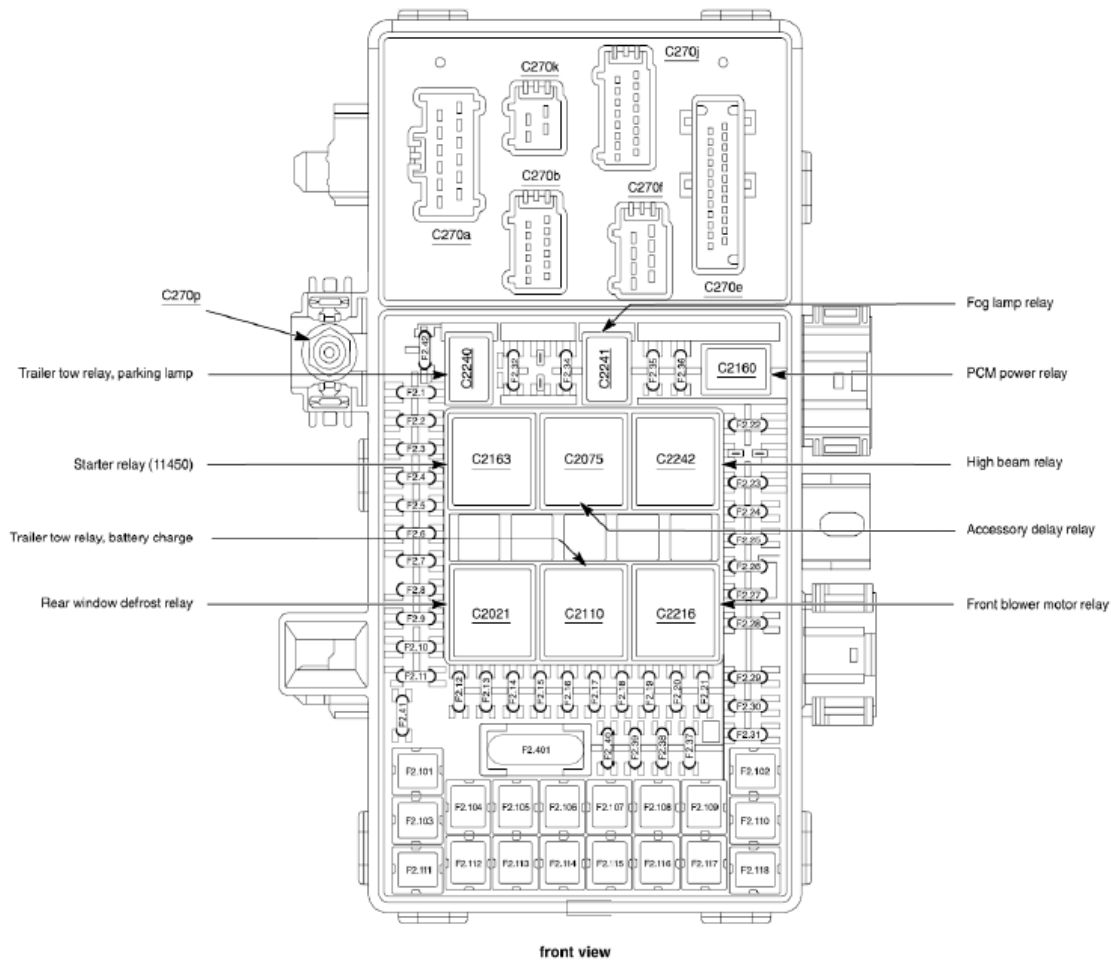 C270j
C270k
C270b
C270f
C270a
C270e
C270p
Fog lamp relay
F2.42
C2240
F2.32
F2.34
C2241
F2.35
F2.36
C2160
Trailer tow relay, parking lamp
PCM power relay
F2.1
F2.2
F2.3
F2.4
F2.5
F2.6
F2.7
F2.8
F2.9
F2.10
F2.11
F2.41
C2163
C2075
C2242
Starter relay (11450)
High beam relay
Accessory delay relay
Trailer tow relay, battery charge
Rear window defrost relay
C2021
C2110
C2216
Front blower motor relay
F2.22
F2.23
F2.24
F2.25
F2.26
F2.27
F2.28
F2.29
F2.30
F2.31
F2.12
F2.13
F2.14
F2.15
F2.16
F2.17
F2.18
F2.19
F2.20
F2.21
F2.401
F2.40
F2.39
F2.38
F2.37
F2.101
F2.102
F2.103
F2.104
F2.105
F2.106
F2.107
F2.108
F2.109
F2.110
F2.111
F2.112
F2.113
F2.114
F2.115
F2.116
F2.117
F2.118
front view